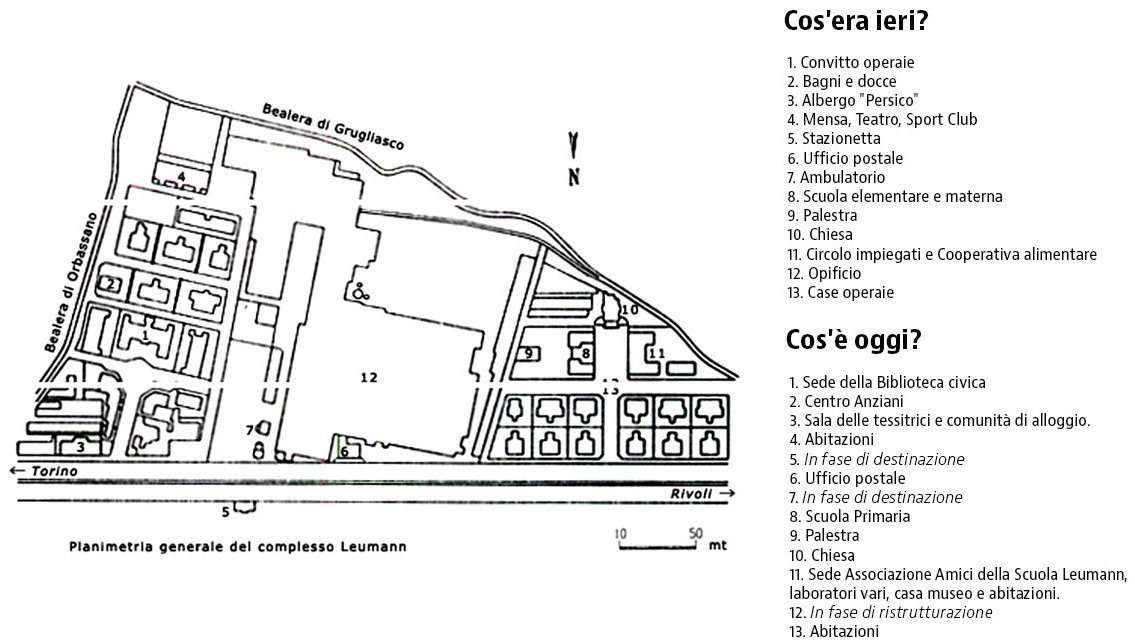 Cos'era ieri?
1. Convitto operaie
2. Bagni e docce
3. Albergo "Persico"
4. Mensa, Teatro, Sport Club
5. Stazionetta
6. Ufficio postale
7. Ambulatorio
8. Scuola elementare e materna
9. Palestra
10. Chiesa
11. Circolo impiegati e Cooperativa alimentare
12. Opificio
13. Case operaie
Cos'è oggi?
1. Sede della Biblioteca civica
2. Centro Anziani
3. Sala delle tessitrici e comunità di alloggio.
4. Abitazioni
5. In fase di destinazione
6. Ufficio postale
7. In fase di destinazione
8. Scuola Primaria
9. Palestra
10. Chiesa
11. Sede Associazione Amici della Scuola Leumann,
laboratori vari, casa museo e abitazioni.
12. In fase di ristrutturazione
13. Abitazioni
Bealera di Grugliasco
N
4
Bealera di Orbassano
2
10
1
9
8
11
12
13
7
3
6
← Torino
Rivoli →
5
10 50 mt
Planimetria generale del complesso Leumann